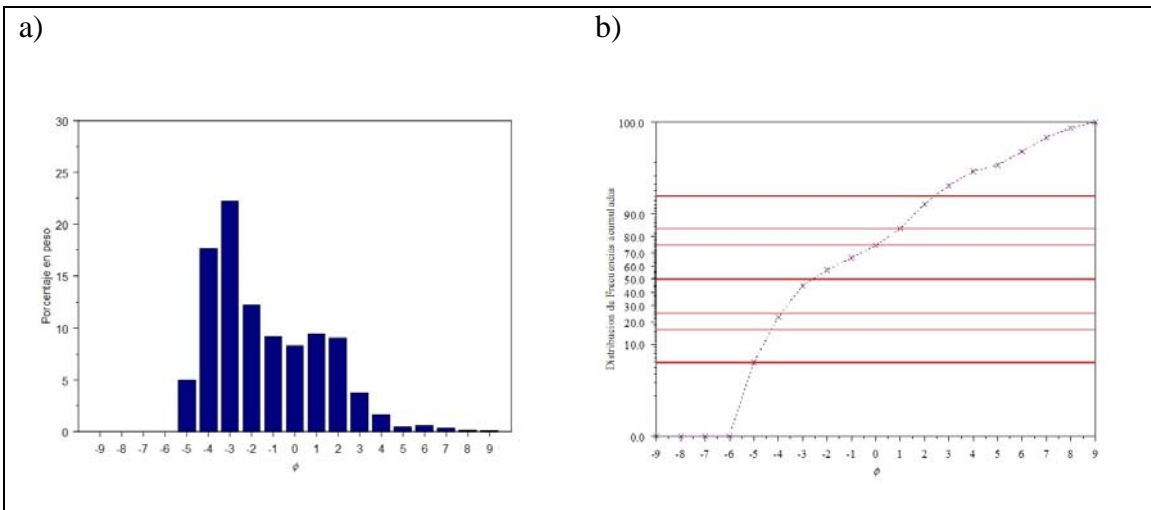 a)
b)
30
25
20
15
10
5
0
Porcentaje en peso
-9 -8 -7 -6 -5 -4 -3 -2 -1 0 1 2 3 4 5 6 7 8 9
φ
100.0
90.0
80.0
70.0
60.0
50.0
40.0
30.0
20.0
10.0
0.0
Distribucion de Frecuencias acumuladas
-9 -8 -7 -6 -5 -4 -3 -2 -1 0 1 2 3 4 5 6 7 8 9
φ